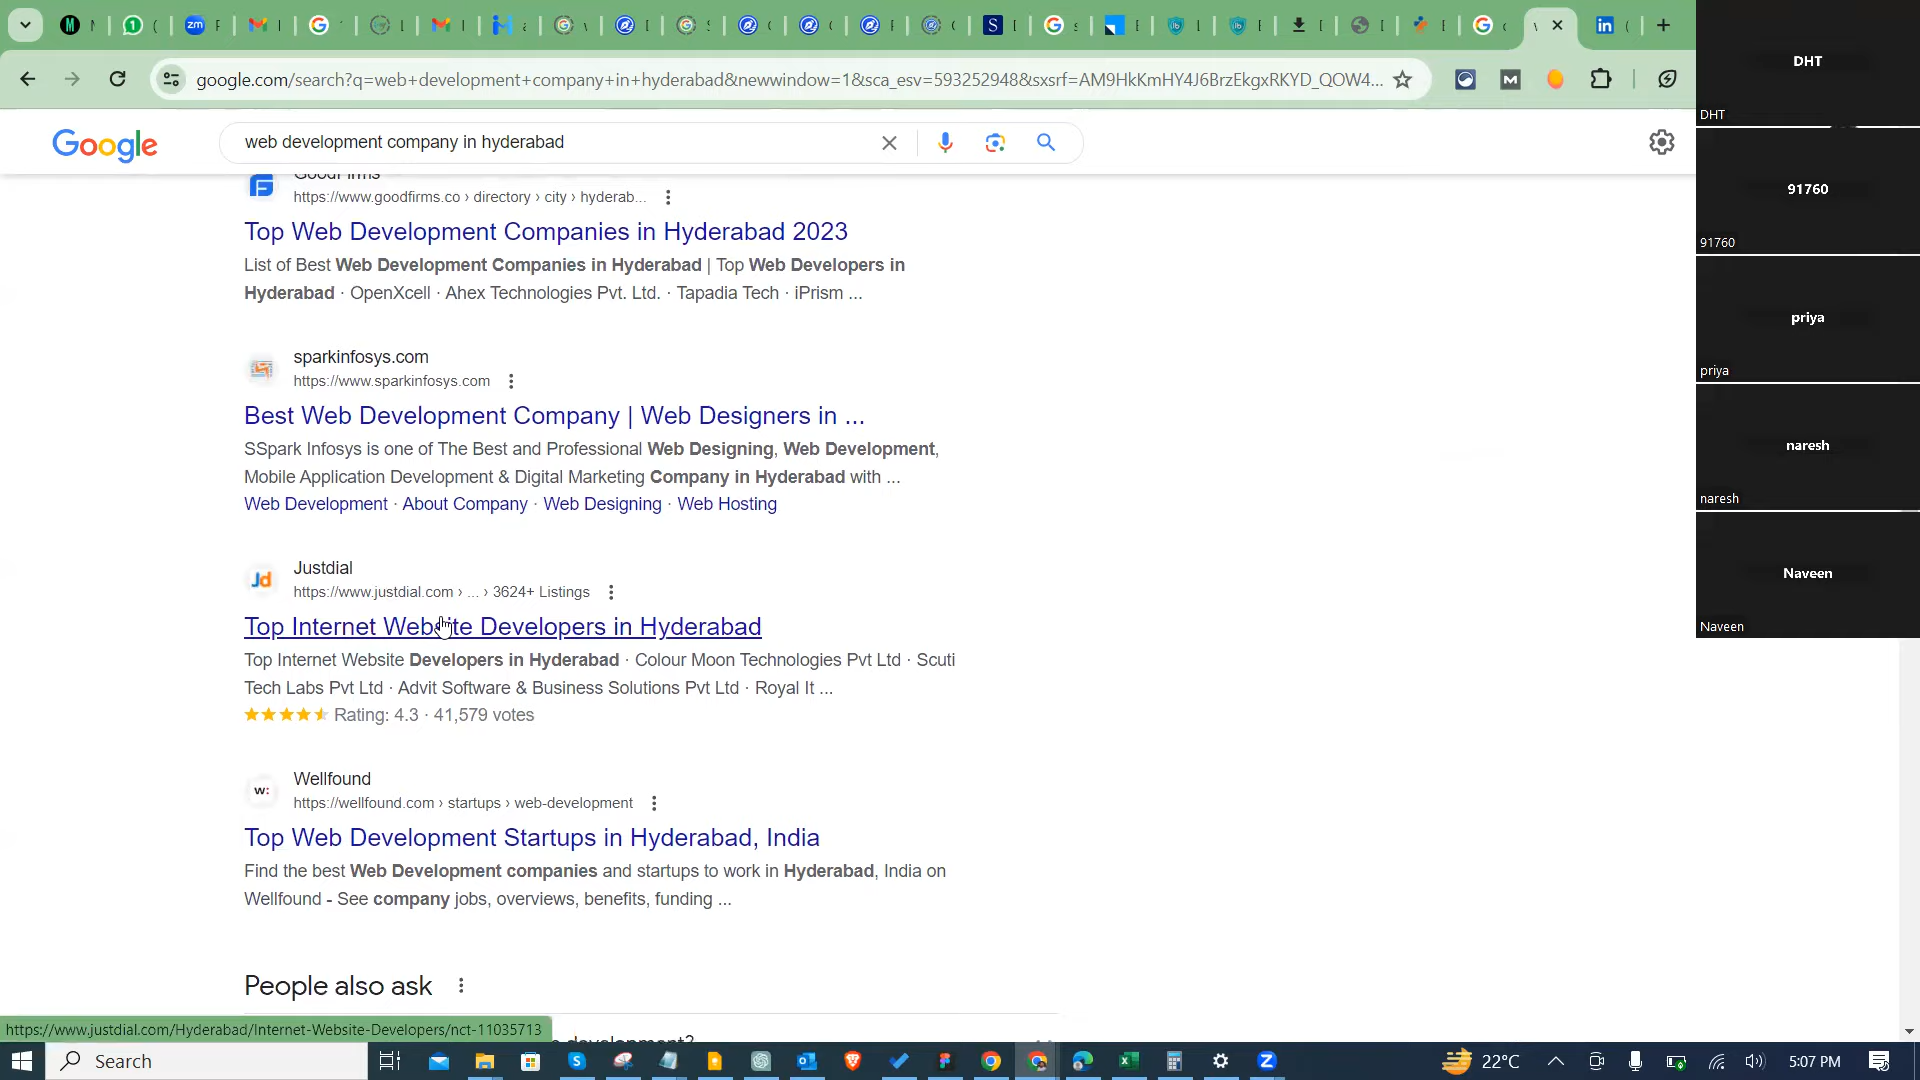 google.com/search?q=web+development+company+in+hyderabad&newwindow=1&sca_esv=593252948&sxsrf=AM9HkKmHY4J6BrzEkgxRKYD_QOW4...
Google
web development company in hyderabad
GoodFirms
https://www.goodfirms.co › directory › city › hyderab...
Top Web Development Companies in Hyderabad 2023
List of Best Web Development Companies in Hyderabad | Top Web Developers in
Hyderabad · OpenXcell · Ahex Technologies Pvt. Ltd. · Tapadia Tech · iPrism ...
sparkinfosys.com
https://www.sparkinfosys.com
Best Web Development Company | Web Designers in ...
SSpark Infosys is one of The Best and Professional Web Designing, Web Development,
Mobile Application Development & Digital Marketing Company in Hyderabad with ...
Web Development · About Company · Web Designing · Web Hosting
Jd
Justdial
https://www.justdial.com › ... › 3624+ Listings
Top Internet Website Developers in Hyderabad
Top Internet Website Developers in Hyderabad · Colour Moon Technologies Pvt Ltd · Scuti
Tech Labs Pvt Ltd · Advit Software & Business Solutions Pvt Ltd · Royal It ...
Rating: 4.3 · 41,579 votes
w:
Wellfound
https://wellfound.com › startups › web-development
Top Web Development Startups in Hyderabad, India
Find the best Web Development companies and startups to work in Hyderabad, India on
Wellfound - See company jobs, overviews, benefits, funding ...
People also ask
https://www.justdial.com/Hyderabad/Internet-Website-Developers/nct-11035713
Search
22°C
5:07 PM
DHT
DHT
91760
91760
priya
priya
naresh
naresh
Naveen
Naveen